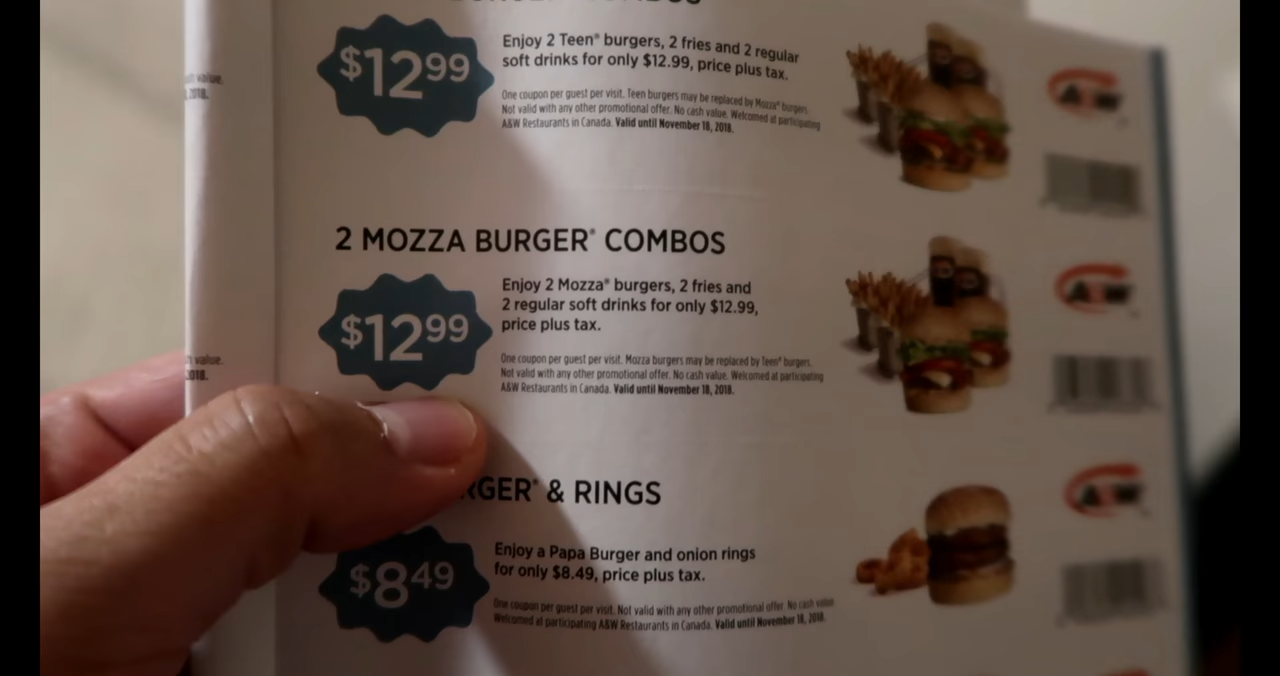 $12.99
Enjoy 2 Teen® burgers, 2 fries and 2 regular
soft drinks for only $12.99, price plus tax.
One coupon per guest per visit. Teen burgers may be replaced by Mozza® burgers.
Not valid with any other promotional offer. No cash value. Welcomed at participating
A&W Restaurants in Canada. Valid until November 18, 2018.
A&W
value.
2018.
2 MOZZA BURGER® COMBOS
$12.99
Enjoy 2 Mozza® burgers, 2 fries and
2 regular soft drinks for only $12.99,
price plus tax.
One coupon per guest per visit. Mozza burgers may be replaced by Teen® burgers.
Not valid with any other promotional offer. No cash value. Welcomed at participating
A&W Restaurants in Canada. Valid until November 18, 2018.
A&W
value.
2018.
& RINGS
$8.49
Enjoy a Papa Burger and onion rings
for only $8.49, price plus tax.
One coupon per guest per visit. Not valid with any other promotional offer. No cash value
Welcomed at participating A&W Restaurants in Canada. Valid until November 18, 2018.
A&W